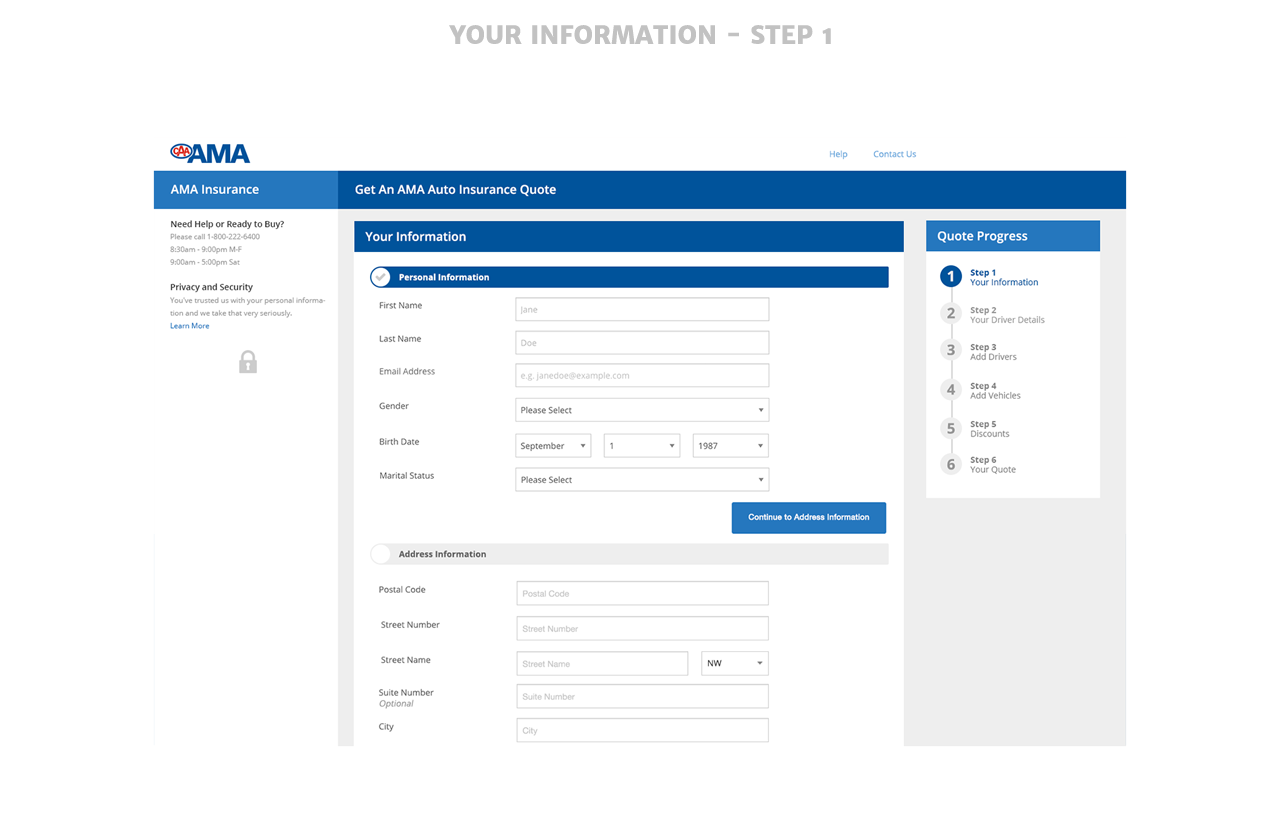 YOUR INFORMATION - STEP 1
CAA AMA
Help
Contact Us
AMA Insurance
Get An AMA Auto Insurance Quote
Need Help or Ready to Buy?
Please call 1-800-222-6400
8:30am - 9:00pm M-F
9:00am - 5:00pm Sat
Privacy and Security
You've trusted us with your personal informa-
tion and we take that very seriously.
Learn More
Your Information
Personal Information
First Name
Jane
Last Name
Doe
Email Address
e.g. janedoe@example.com
Gender
Please Select
Birth Date
September
1
1987
Marital Status
Please Select
Continue to Address Information
Address Information
Postal Code
Postal Code
Street Number
Street Number
Street Name
Street Name
NW
Suite Number
Optional
Suite Number
City
City
Quote Progress
1
Step 1
Your Information
2
Step 2
Your Driver Details
3
Step 3
Add Drivers
4
Step 4
Add Vehicles
5
Step 5
Discounts
6
Step 6
Your Quote